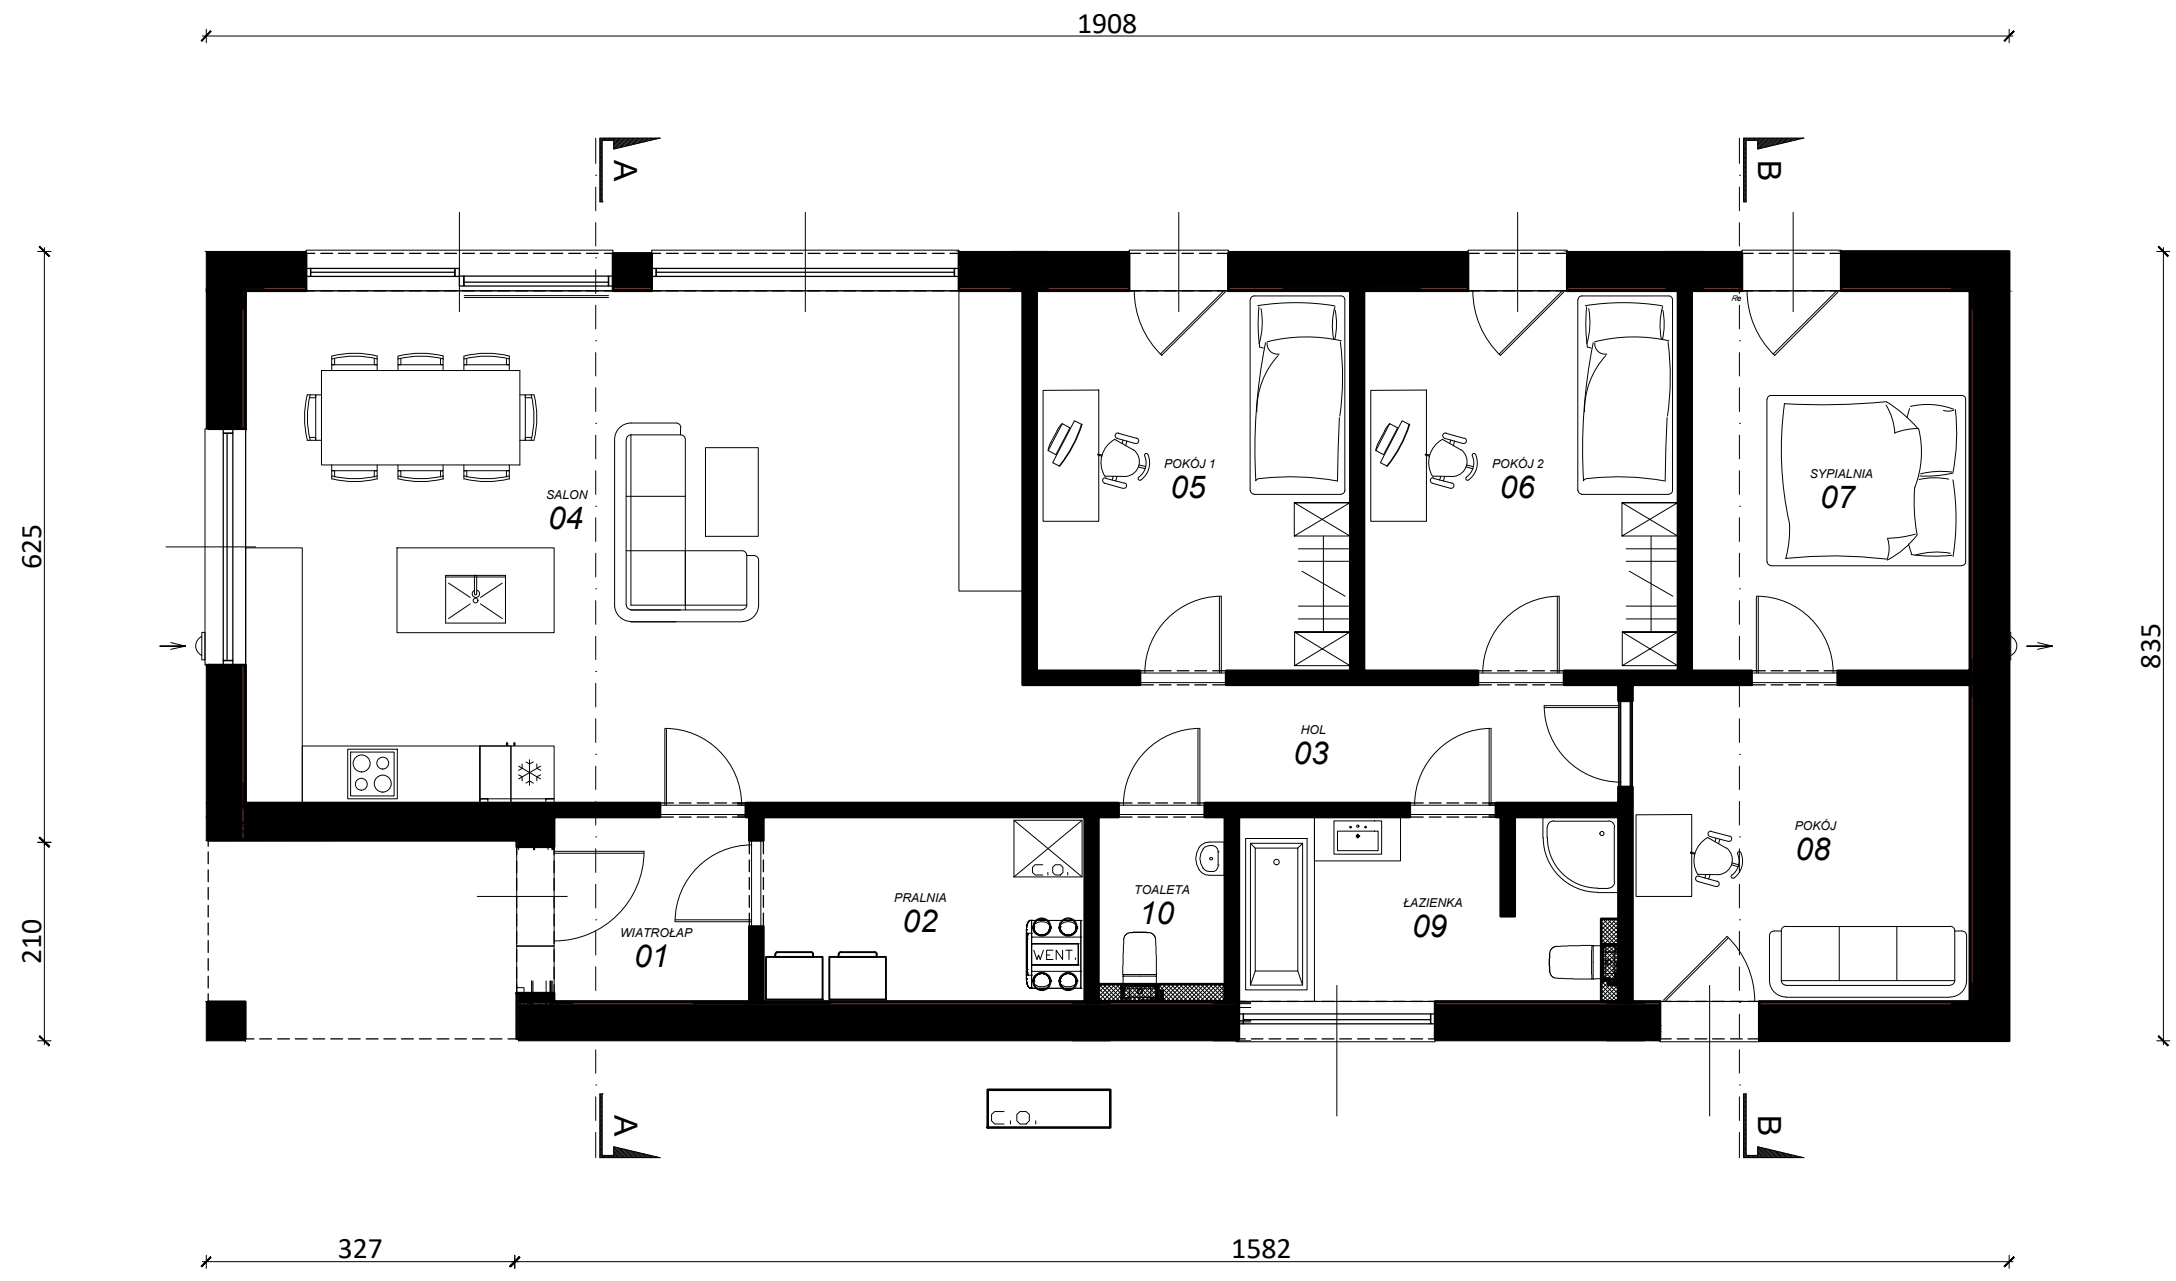 1908
A
B
625
835
SALON
04
POKÓJ 1
05
POKÓJ 2
06
Re
SYPIALNIA
07
HOL
03
POKÓJ
08
210
WIATROŁAP
01
PRALNIA
02
C.O.
WENT.
TOALETA
10
ŁAZIENKA
09
A
C.O.
B
327
1582